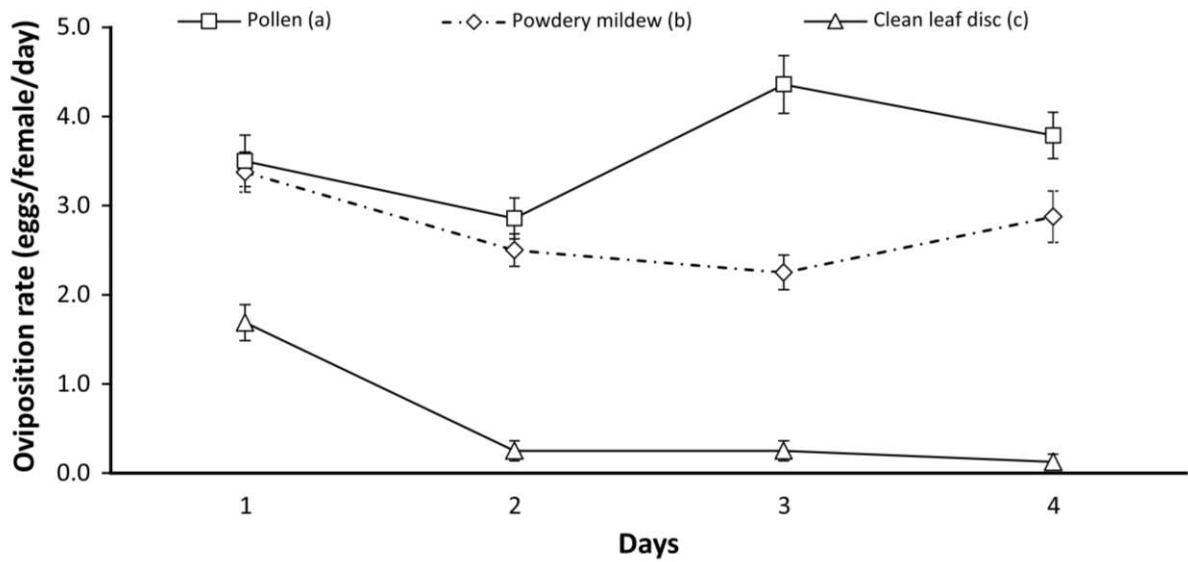 Pollen (a)
Powdery mildew (b)
Clean leaf disc (c)
Oviposition rate (eggs/female/day)
5.0
4.0
3.0
2.0
1.0
0.0
1 2 3 4
Days